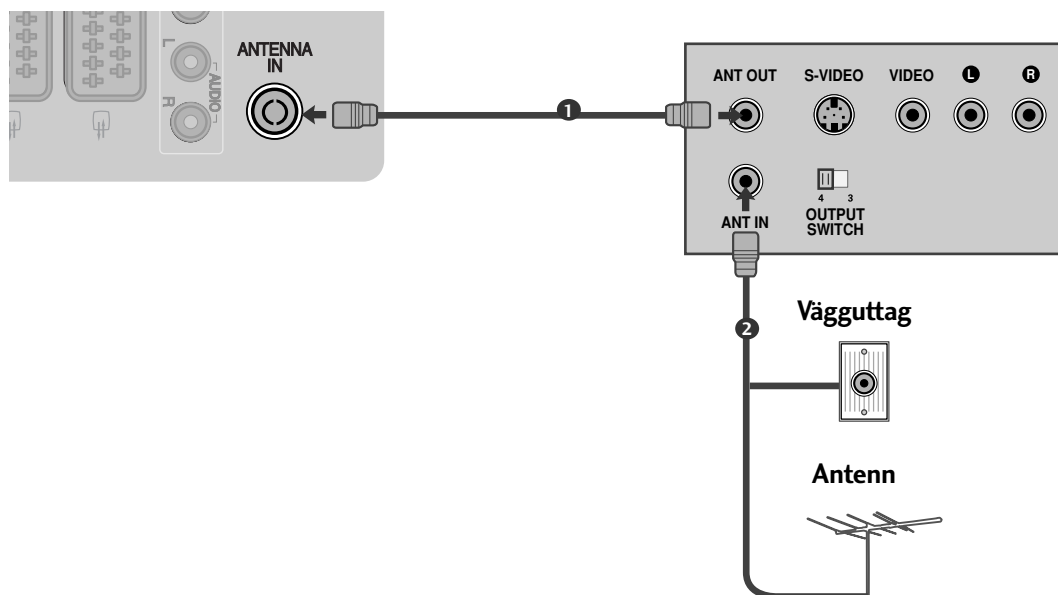 L
R
AUDIO
ANTENNA
IN
1
ANT OUT
S-VIDEO
VIDEO
L
R
4
3
ANT IN
OUTPUT
SWITCH
2
Vägguttag
Antenn